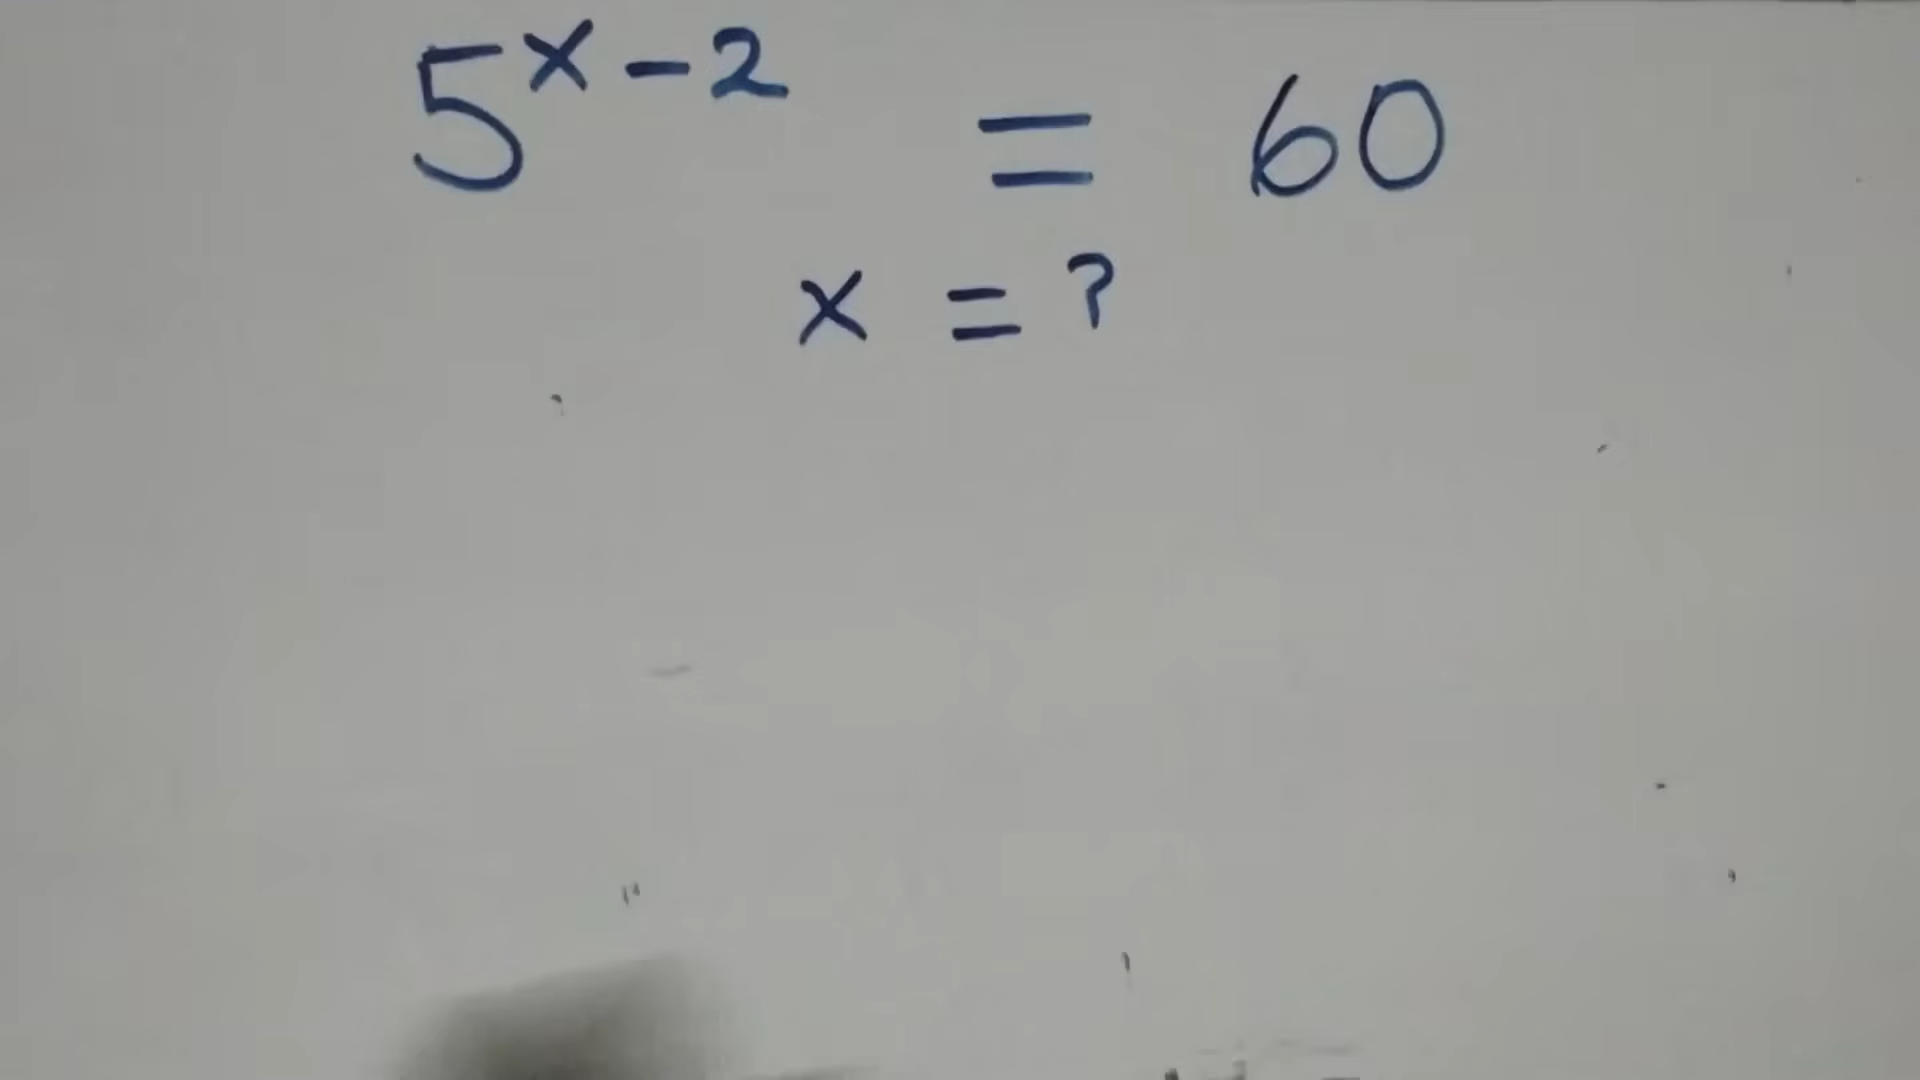 5^{x-2} = 60
x = ?